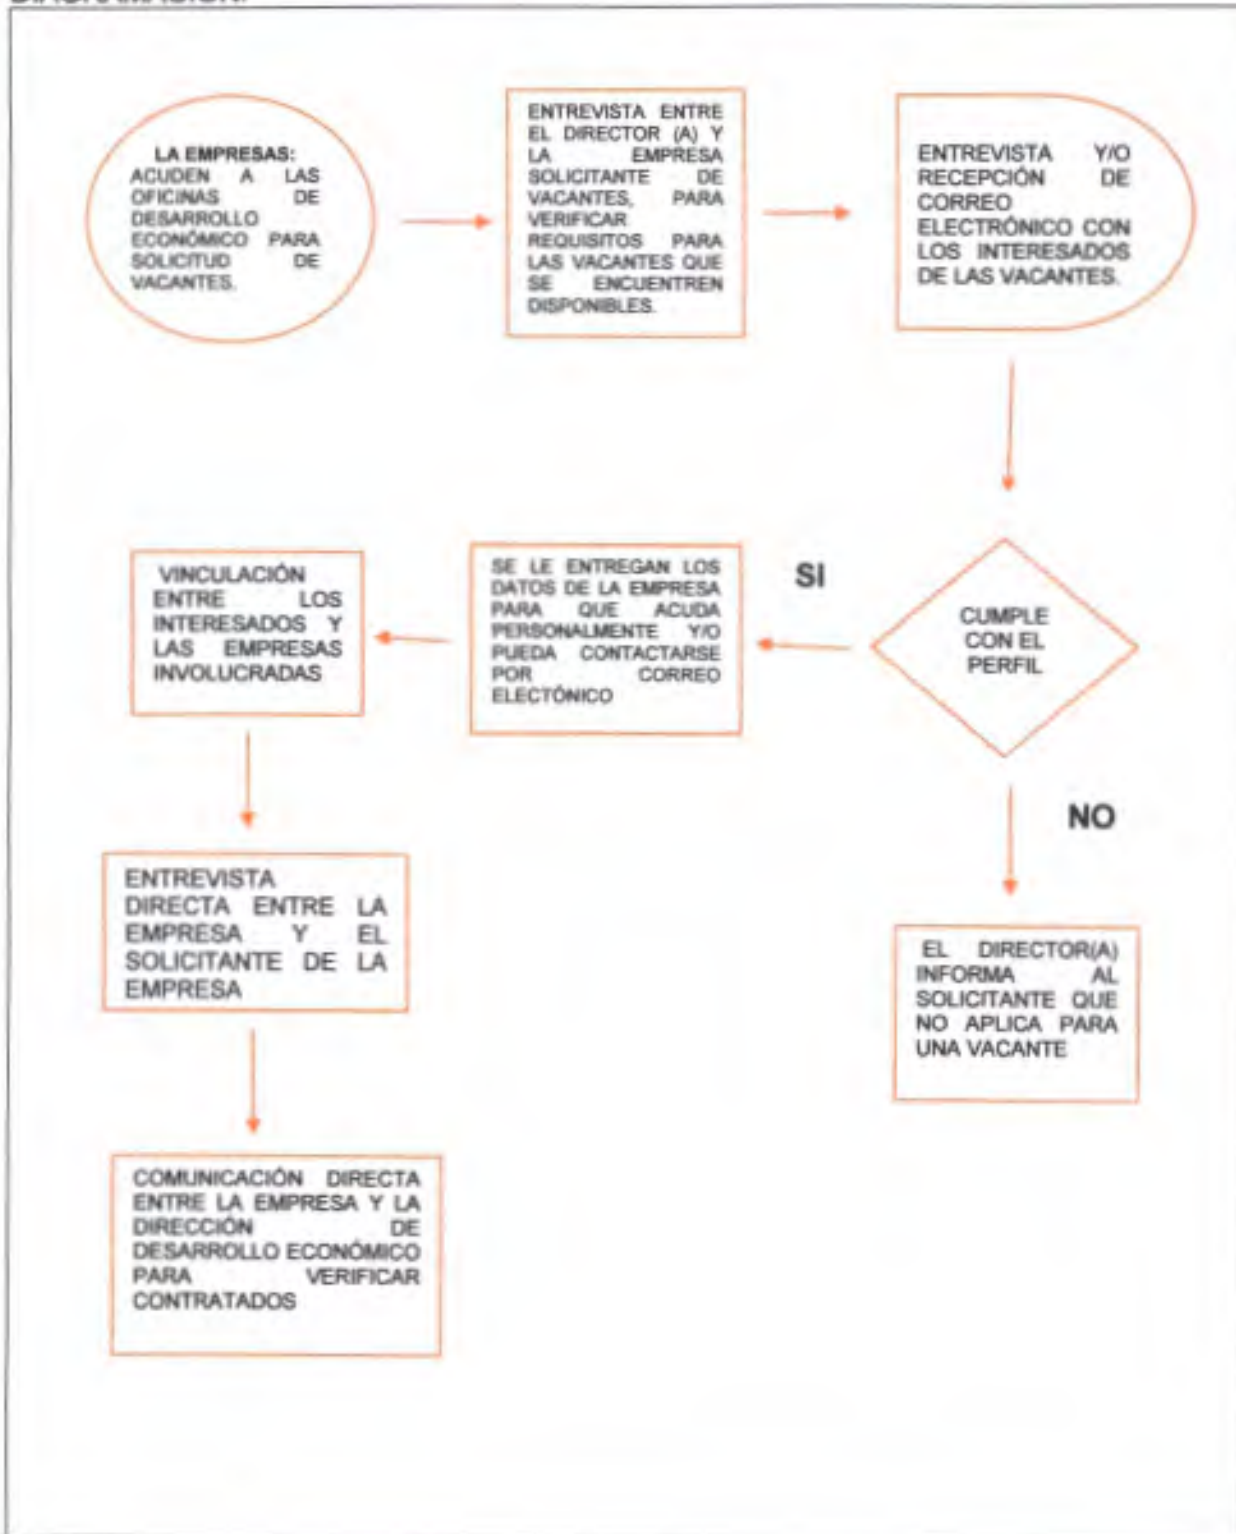 LA EMPRESAS:
ACUDEN A LAS
OFICINAS DE
DESARROLLO
ECONÓMICO PARA
SOLICITUD DE
VACANTES.
ENTREVISTA ENTRE
EL DIRECTOR (A) Y
LA EMPRESA
SOLICITANTE DE
VACANTES, PARA
VERIFICAR
REQUISITOS PARA
LAS VACANTES QUE
SE ENCUENTREN
DISPONIBLES.
ENTREVISTA Y/O
RECEPCIÓN DE
CORREO
ELECTRÓNICO CON
LOS INTERESADOS
DE LAS VACANTES.
CUMPLE
CON EL
PERFIL
SI
SE LE ENTREGAN LOS
DATOS DE LA EMPRESA
PARA QUE ACUDA
PERSONALMENTE Y/O
PUEDA CONTACTARSE
POR CORREO
ELECTÓNICO
VINCULACIÓN
ENTRE LOS
INTERESADOS Y
LAS EMPRESAS
INVOLUCRADAS
NO
EL DIRECTOR(A)
INFORMA AL
SOLICITANTE QUE
NO APLICA PARA
UNA VACANTE
ENTREVISTA
DIRECTA ENTRE LA
EMPRESA Y EL
SOLICITANTE DE LA
EMPRESA
COMUNICACIÓN DIRECTA
ENTRE LA EMPRESA Y LA
DIRECCIÓN DE
DESARROLLO ECONÓMICO
PARA VERIFICAR
CONTRATADOS